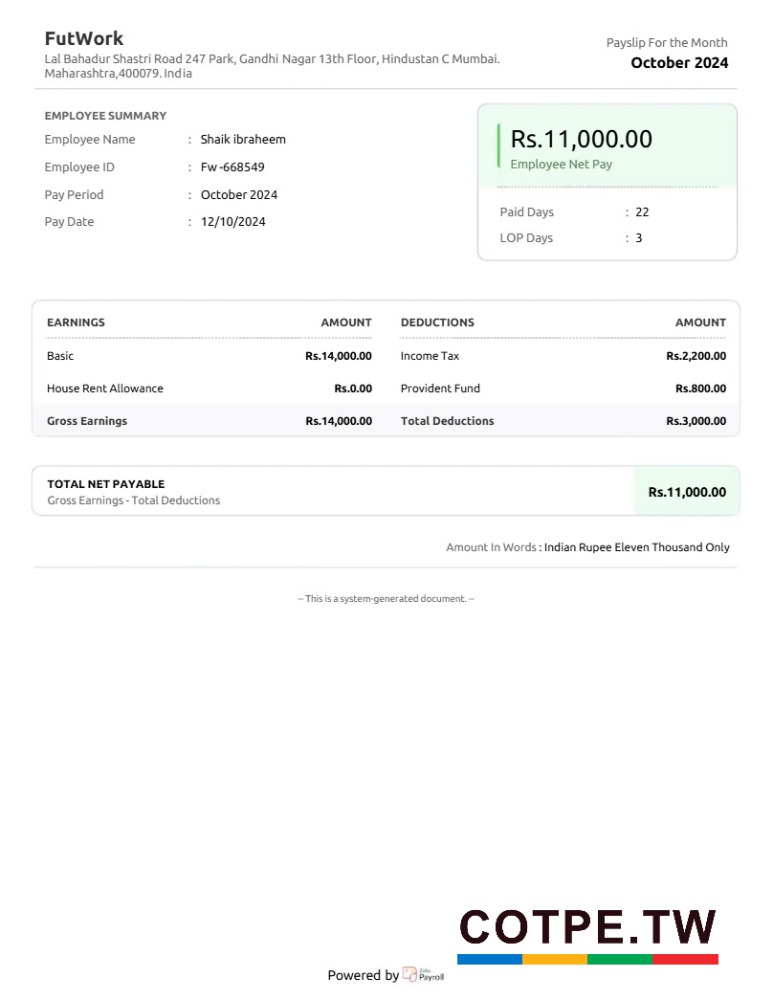 FutWork
Lal Bahadur Shastri Road 247 Park, Gandhi Nagar 13th Floor, Hindustan C Mumbai.
Maharashtra,400079. India
Payslip For the Month
October 2024
EMPLOYEE SUMMARY
Employee Name : Shaik ibraheem
Employee ID : Fw-668549
Pay Period : October 2024
Pay Date : 12/10/2024
Rs.11,000.00
Employee Net Pay
Paid Days : 22
LOP Days : 3
EARNINGS AMOUNT DEDUCTIONS AMOUNT
Basic Rs.14,000.00 Income Tax Rs.2,200.00
House Rent Allowance Rs.0.00 Provident Fund Rs.800.00
Gross Earnings Rs.14,000.00 Total Deductions Rs.3,000.00
TOTAL NET PAYABLE
Gross Earnings - Total Deductions
Rs.11,000.00
Amount In Words : Indian Rupee Eleven Thousand Only
-- This is a system-generated document. --
COTPE.TW
Powered by Zoho Payroll